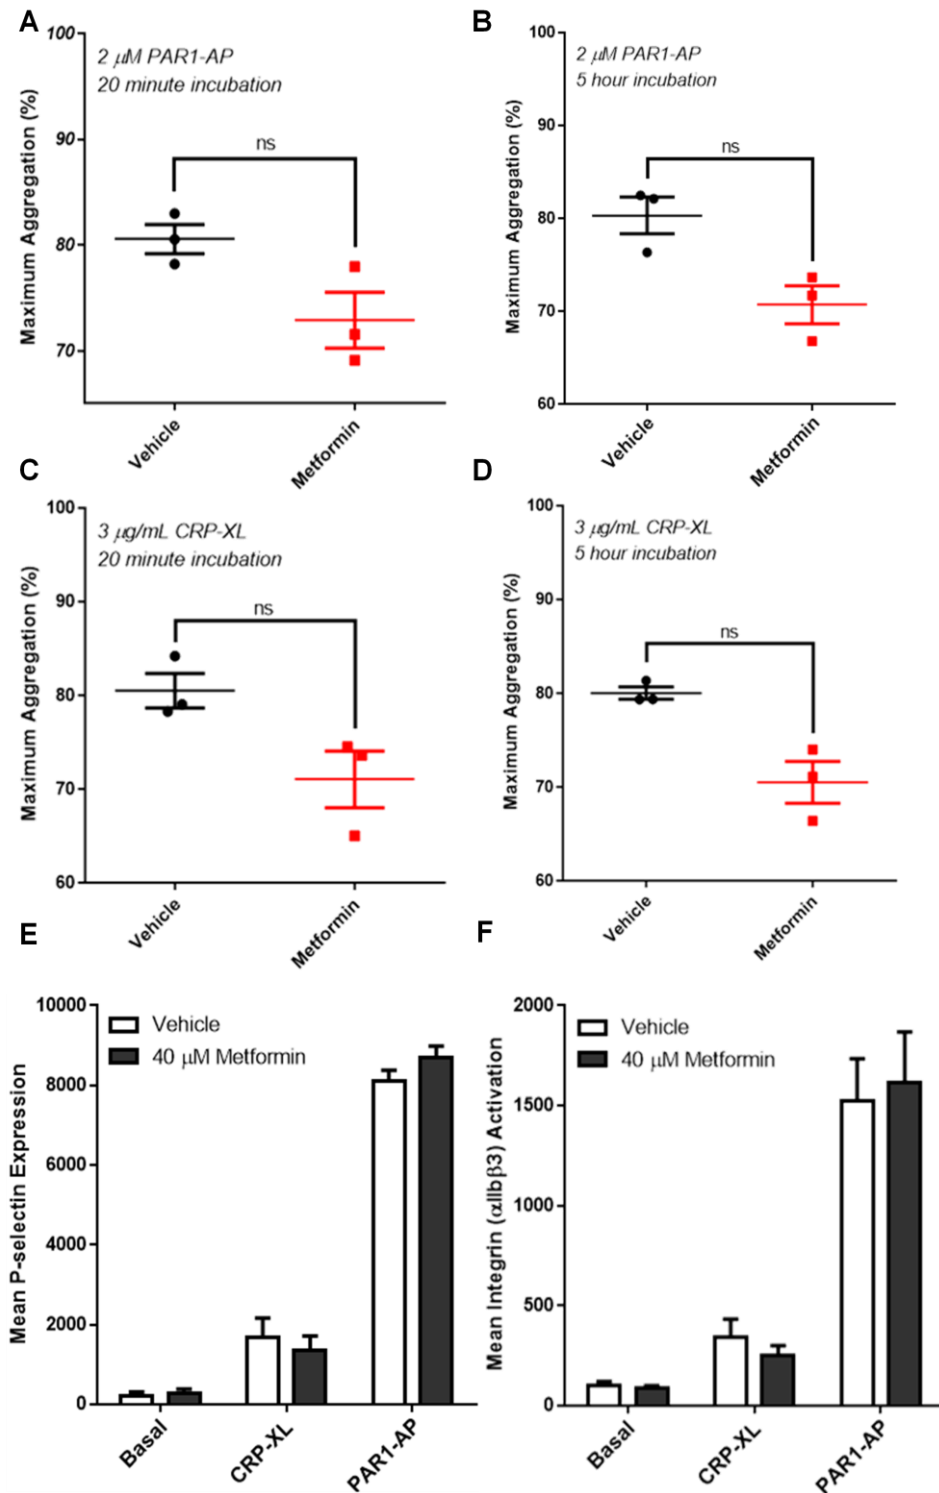 A
2 µM PAR1-AP
20 minute incubation
ns
Maximum Aggregation (%)
100
90
80
70
Vehicle
Metformin
B
2 µM PAR1-AP
5 hour incubation
ns
Maximum Aggregation (%)
100
90
80
70
60
Vehicle
Metformin
C
3 µg/mL CRP-XL
20 minute incubation
ns
Maximum Aggregation (%)
100
90
80
70
60
Vehicle
Metformin
D
3 µg/mL CRP-XL
5 hour incubation
ns
Maximum Aggregation (%)
100
90
80
70
60
Vehicle
Metformin
E
Vehicle
40 µM Metformin
Mean P-selectin Expression
10000
8000
6000
4000
2000
0
Basal
CRP-XL
PAR1-AP
F
Vehicle
40 µM Metformin
Mean Integrin (αIIbβ3) Activation
2000
1500
1000
500
0
Basal
CRP-XL
PAR1-AP